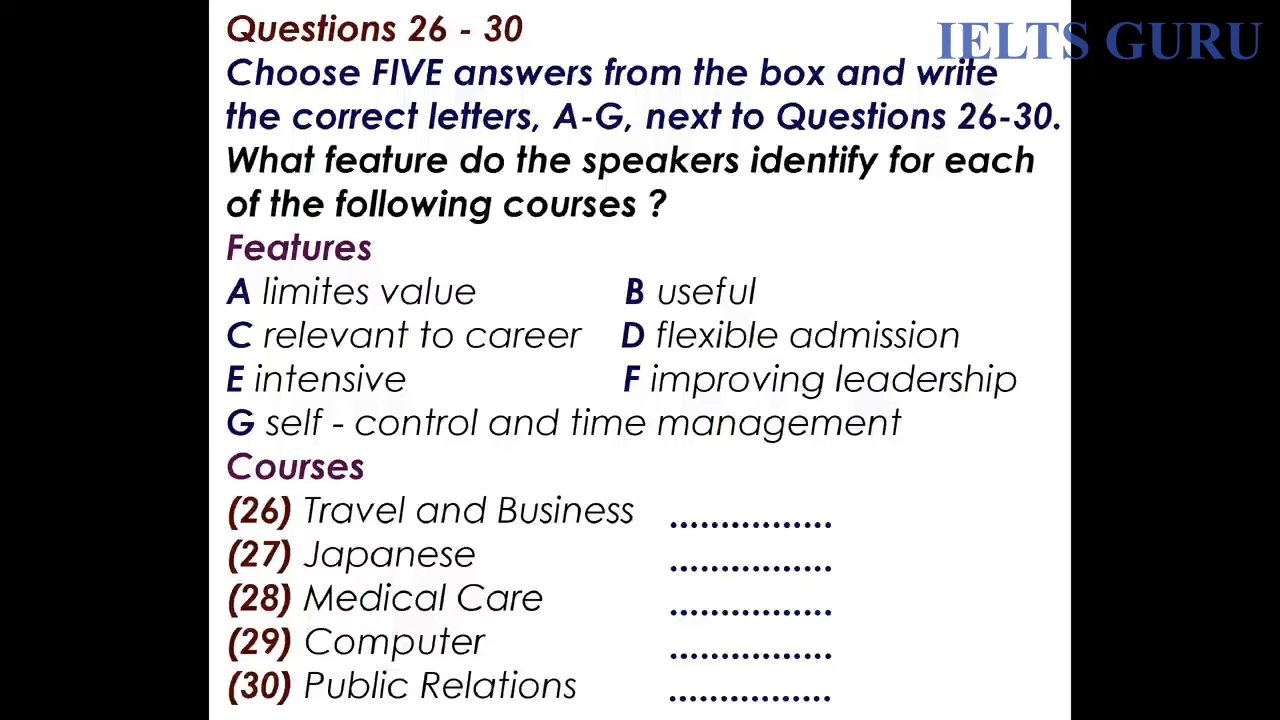 IELTS GURU
Questions 26 - 30
Choose FIVE answers from the box and write
the correct letters, A-G, next to Questions 26-30.
What feature do the speakers identify for each
of the following courses ?
Features
A limites value B useful
C relevant to career D flexible admission
E intensive F improving leadership
G self - control and time management
Courses
(26) Travel and Business ................
(27) Japanese ................
(28) Medical Care ................
(29) Computer ................
(30) Public Relations ................